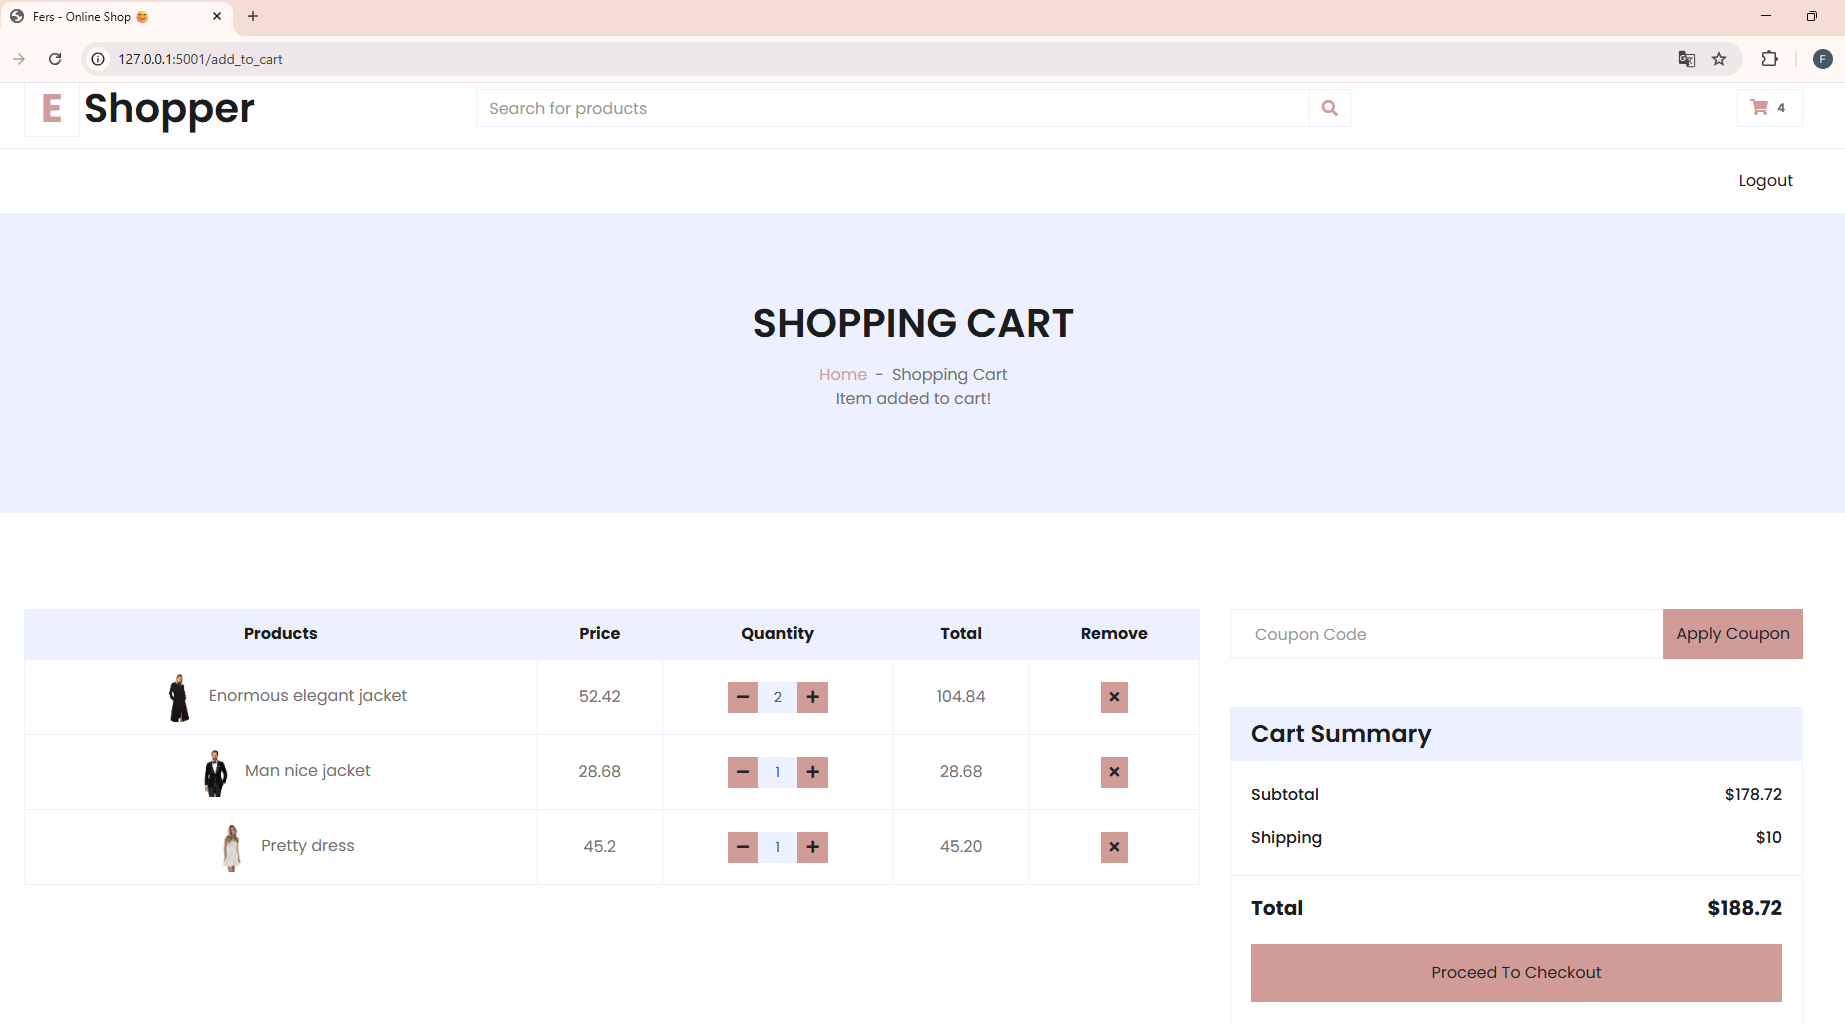 Fers - Online Shop 😊
127.0.0.1:5001/add_to_cart
F
E Shopper
Search for products
4
Logout
SHOPPING CART
Home - Shopping Cart
Item added to cart!
Products Price Quantity Total Remove
Enormous elegant jacket 52.42 2 104.84
Man nice jacket 28.68 1 28.68
Pretty dress 45.2 1 45.20
Coupon Code Apply Coupon
Cart Summary
Subtotal $178.72
Shipping $10
Total $188.72
Proceed To Checkout